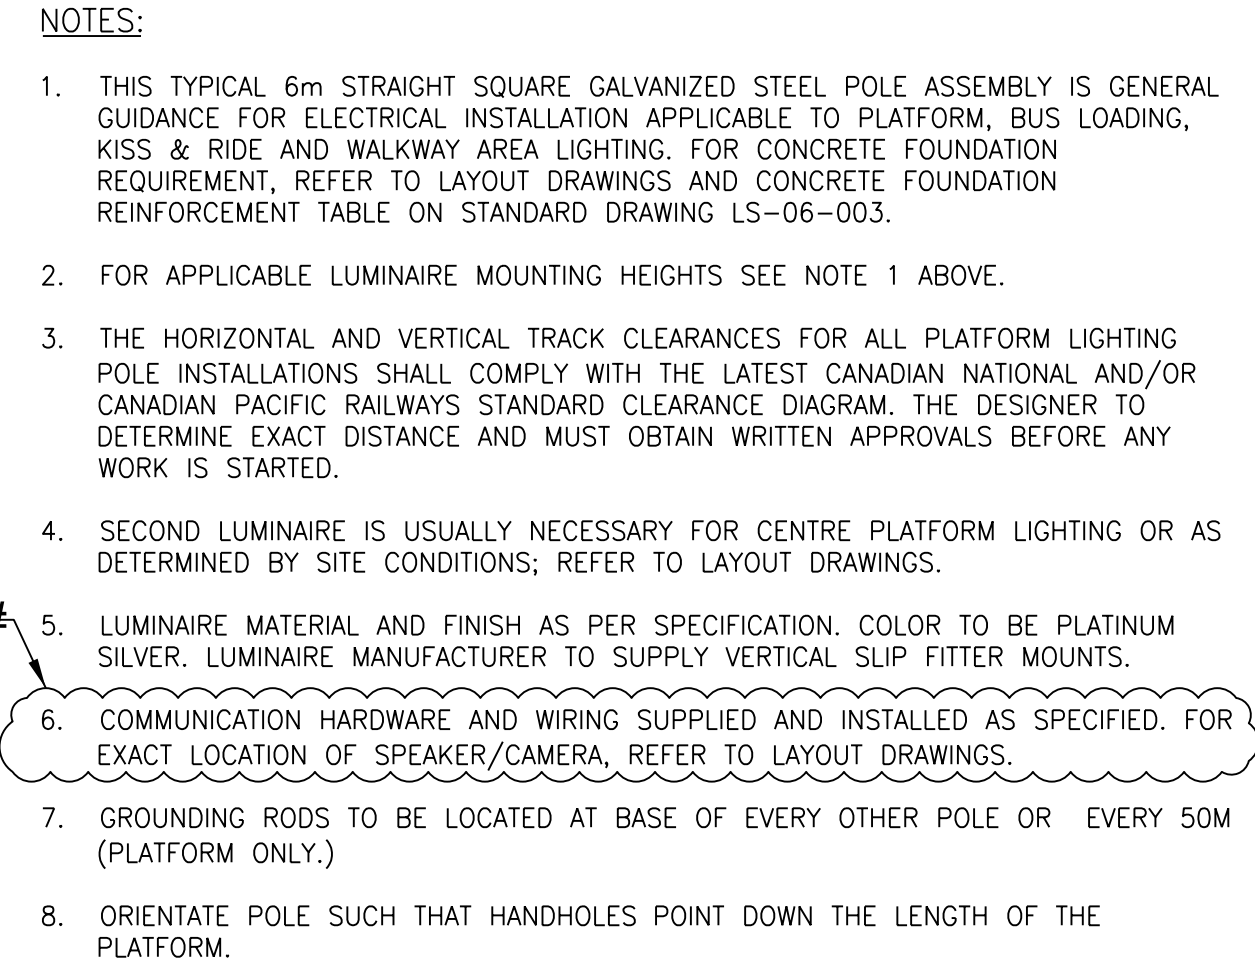 NOTES:
1. THIS TYPICAL 6m STRAIGHT SQUARE GALVANIZED STEEL POLE ASSEMBLY IS GENERAL
GUIDANCE FOR ELECTRICAL INSTALLATION APPLICABLE TO PLATFORM, BUS LOADING,
KISS & RIDE AND WALKWAY AREA LIGHTING. FOR CONCRETE FOUNDATION
REQUIREMENT, REFER TO LAYOUT DRAWINGS AND CONCRETE FOUNDATION
REINFORCEMENT TABLE ON STANDARD DRAWING LS-06-003.
2. FOR APPLICABLE LUMINAIRE MOUNTING HEIGHTS SEE NOTE 1 ABOVE.
3. THE HORIZONTAL AND VERTICAL TRACK CLEARANCES FOR ALL PLATFORM LIGHTING
POLE INSTALLATIONS SHALL COMPLY WITH THE LATEST CANADIAN NATIONAL AND/OR
CANADIAN PACIFIC RAILWAYS STANDARD CLEARANCE DIAGRAM. THE DESIGNER TO
DETERMINE EXACT DISTANCE AND MUST OBTAIN WRITTEN APPROVALS BEFORE ANY
WORK IS STARTED.
4. SECOND LUMINAIRE IS USUALLY NECESSARY FOR CENTRE PLATFORM LIGHTING OR AS
DETERMINED BY SITE CONDITIONS; REFER TO LAYOUT DRAWINGS.
5. LUMINAIRE MATERIAL AND FINISH AS PER SPECIFICATION. COLOR TO BE PLATINUM
SILVER. LUMINAIRE MANUFACTURER TO SUPPLY VERTICAL SLIP FITTER MOUNTS.
6. COMMUNICATION HARDWARE AND WIRING SUPPLIED AND INSTALLED AS SPECIFIED. FOR
EXACT LOCATION OF SPEAKER/CAMERA, REFER TO LAYOUT DRAWINGS.
7. GROUNDING RODS TO BE LOCATED AT BASE OF EVERY OTHER POLE OR EVERY 50M
(PLATFORM ONLY.)
8. ORIENTATE POLE SUCH THAT HANDHOLES POINT DOWN THE LENGTH OF THE
PLATFORM.